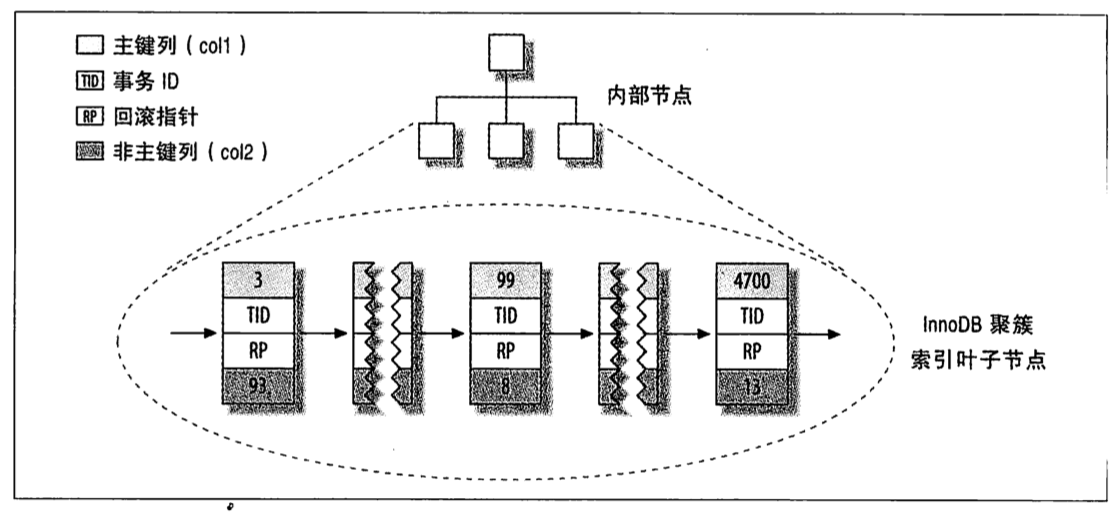 主键列（col1）
TID 事务 ID
RP 回滚指针
非主键列（col2）
内部节点
3
TID
RP
93
99
TID
RP
8
4700
TID
RP
13
InnoDB 聚簇
索引叶子节点